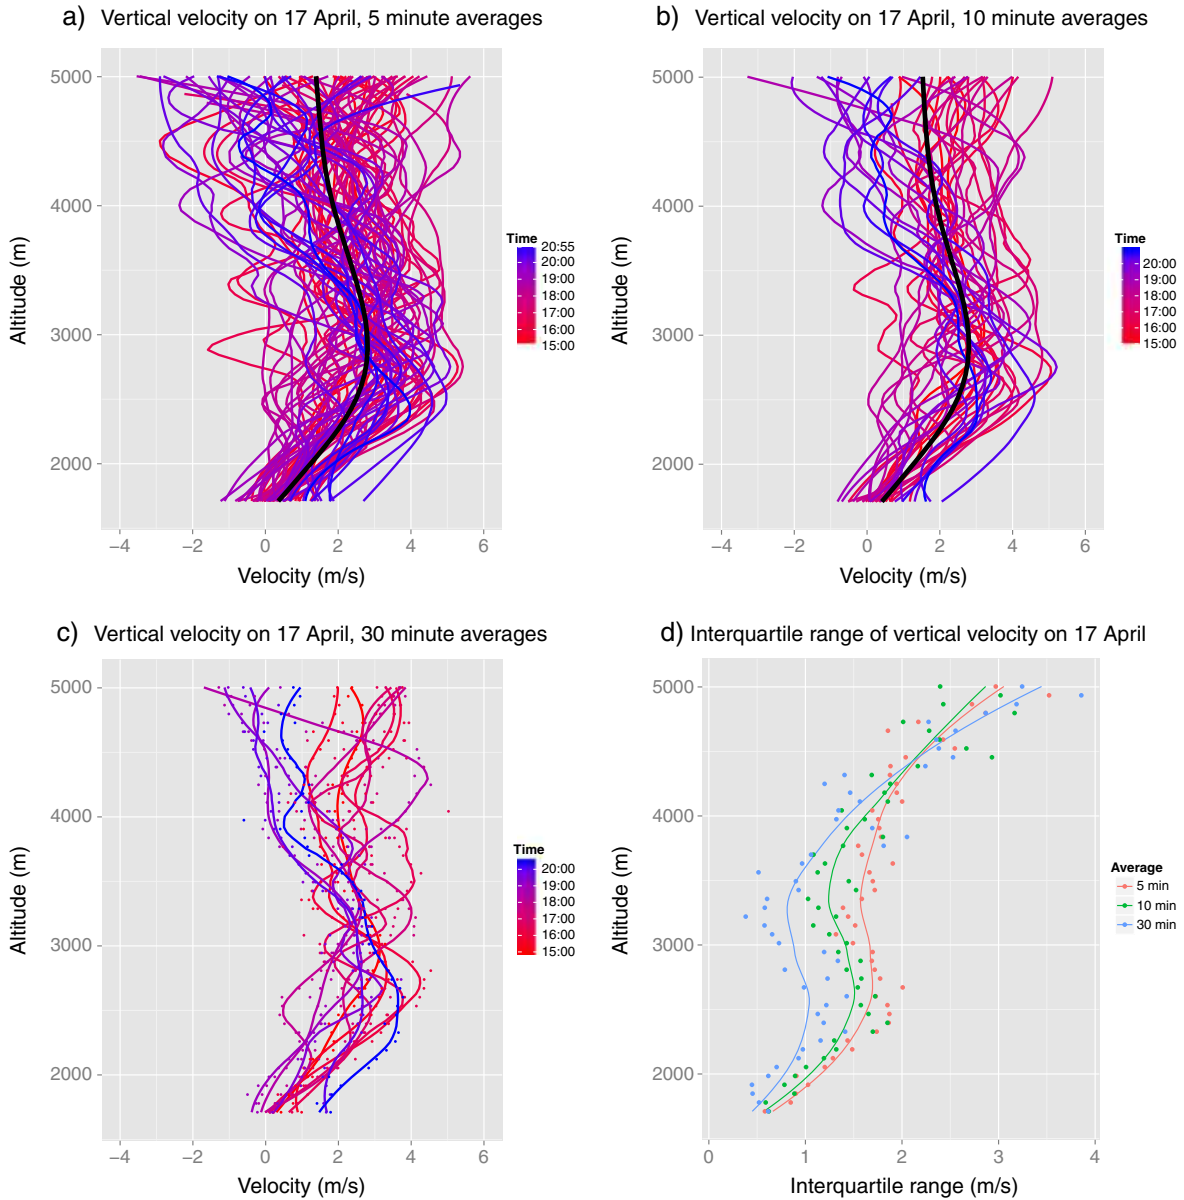 a) Vertical velocity on 17 April, 5 minute averages
5000
4000
3000
2000
Altitude (m)
−4 −2 0 2 4 6
Velocity (m/s)
Time
20:55
20:00
19:00
18:00
17:00
16:00
15:00
b) Vertical velocity on 17 April, 10 minute averages
5000
4000
3000
2000
Altitude (m)
−4 −2 0 2 4 6
Velocity (m/s)
Time
20:00
19:00
18:00
17:00
16:00
15:00
c) Vertical velocity on 17 April, 30 minute averages
5000
4000
3000
2000
Altitude (m)
−4 −2 0 2 4 6
Velocity (m/s)
Time
20:00
19:00
18:00
17:00
16:00
15:00
d) Interquartile range of vertical velocity on 17 April
5000
4000
3000
2000
Altitude (m)
0 1 2 3 4
Interquartile range (m/s)
Average
5 min
10 min
30 min